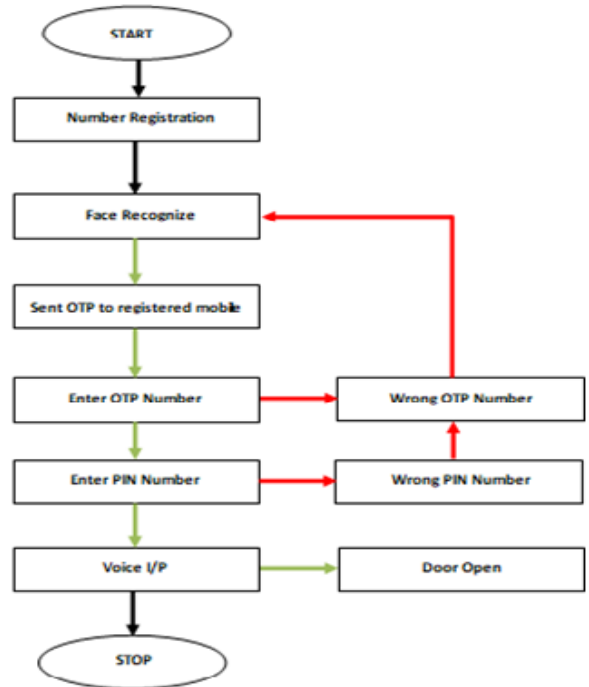 START
Number Registration
Face Recognize
Sent OTP to registered mobile
Enter OTP Number
Wrong OTP Number
Enter PIN Number
Wrong PIN Number
Voice I/P
Door Open
STOP